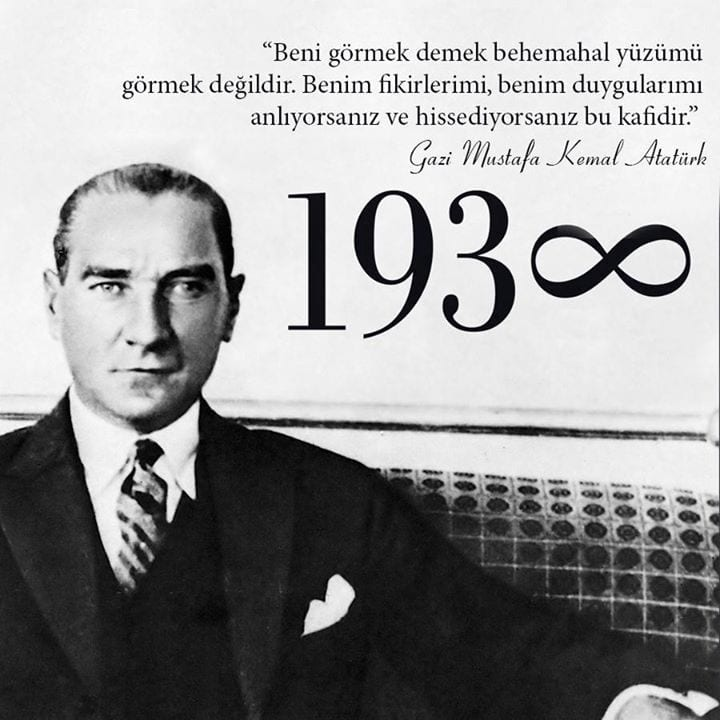 “Beni görmek demek behemahal yüzümü
görmek değildir. Benim fikirlerimi, benim duygularımı
anlıyorsanız ve hissediyorsanız bu kafidir.”
Gazi Mustafa Kemal Atatürk
193∞